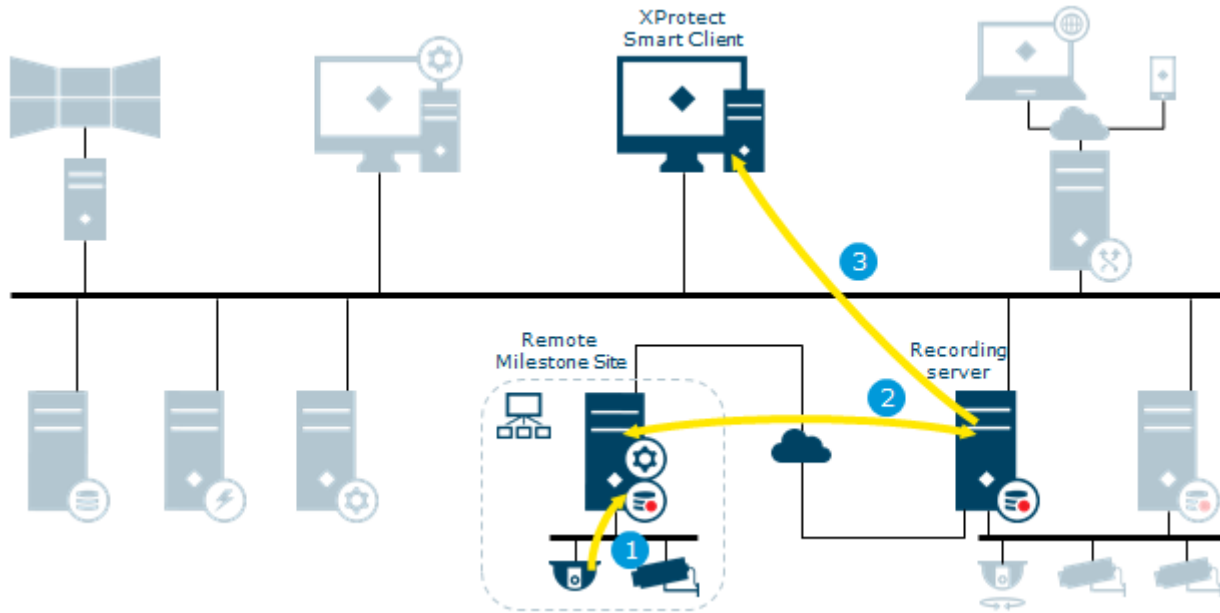 XProtect
Smart Client
3
Remote
Milestone Site
Recording
server
2
1